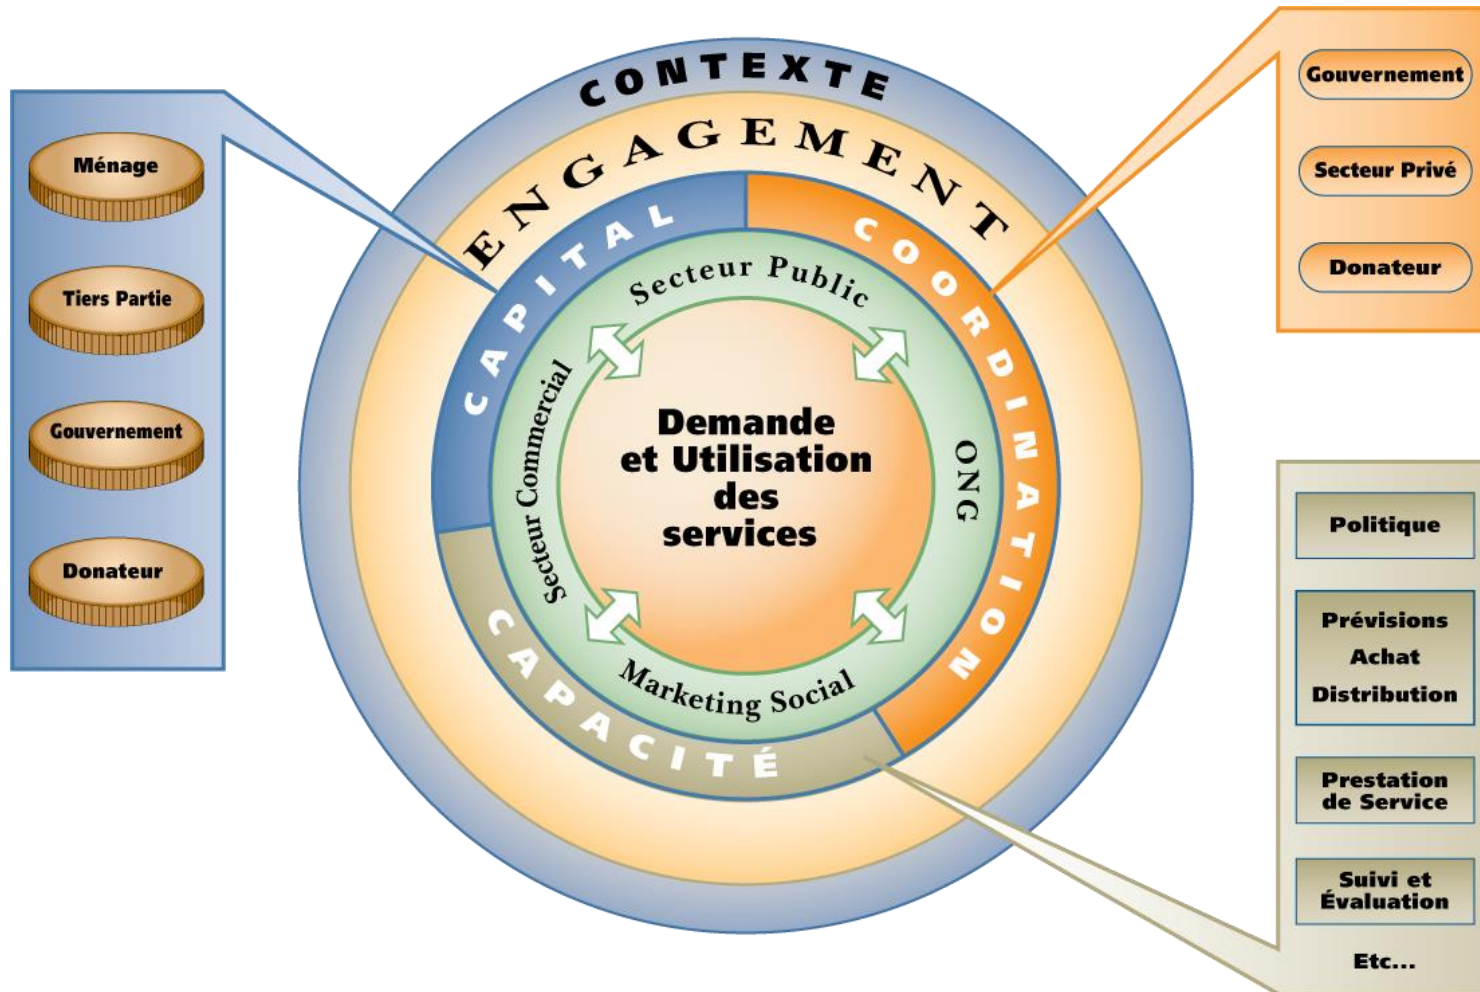 CONTEXTE
ENGAGEMENT
CAPITAL
COORDINATION
CAPACITÉ
Secteur Public
Secteur Commercial
ONG
Marketing Social
Demande
et Utilisation
des
services
Ménage
Tiers Partie
Gouvernement
Donateur
Gouvernement
Secteur Privé
Donateur
Politique
Prévisions
Achat
Distribution
Prestation
de Service
Suivi et
Évaluation
Etc...